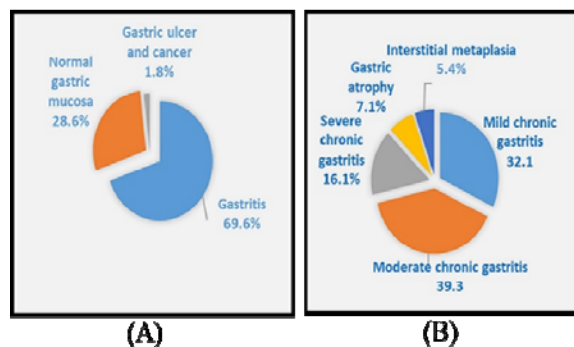 Gastric ulcer
and cancer
1.8%
Normal
gastric
mucosa
28.6%
Gastritis
69.6%
(A)
Interstitial metaplasia
5.4%
Gastric
atrophy
7.1%
Severe
chronic
gastritis
16.1%
Mild chronic
gastritis
32.1
Moderate chronic gastritis
39.3
(B)